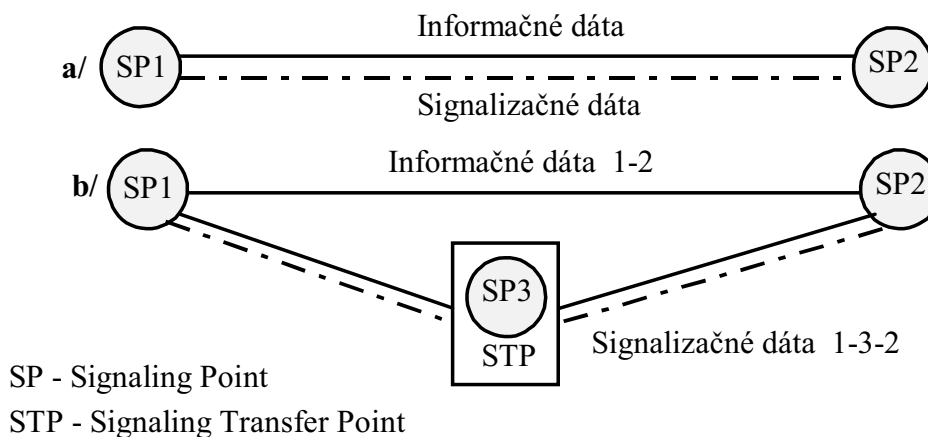 Informačné dáta
a/ SP1 SP2
Signalizačné dáta
Informačné dáta 1-2
b/ SP1 SP2
SP3
STP
Signalizačné dáta 1-3-2
SP - Signaling Point
STP - Signaling Transfer Point